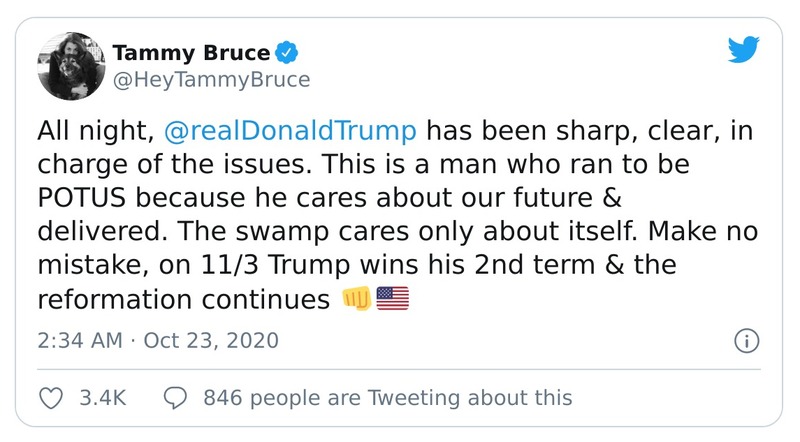 Tammy Bruce
@HeyTammyBruce
All night, @realDonaldTrump has been sharp, clear, in
charge of the issues. This is a man who ran to be
POTUS because he cares about our future &
delivered. The swamp cares only about itself. Make no
mistake, on 11/3 Trump wins his 2nd term & the
reformation continues 👊🇺🇸
2:34 AM · Oct 23, 2020
3.4K 846 people are Tweeting about this